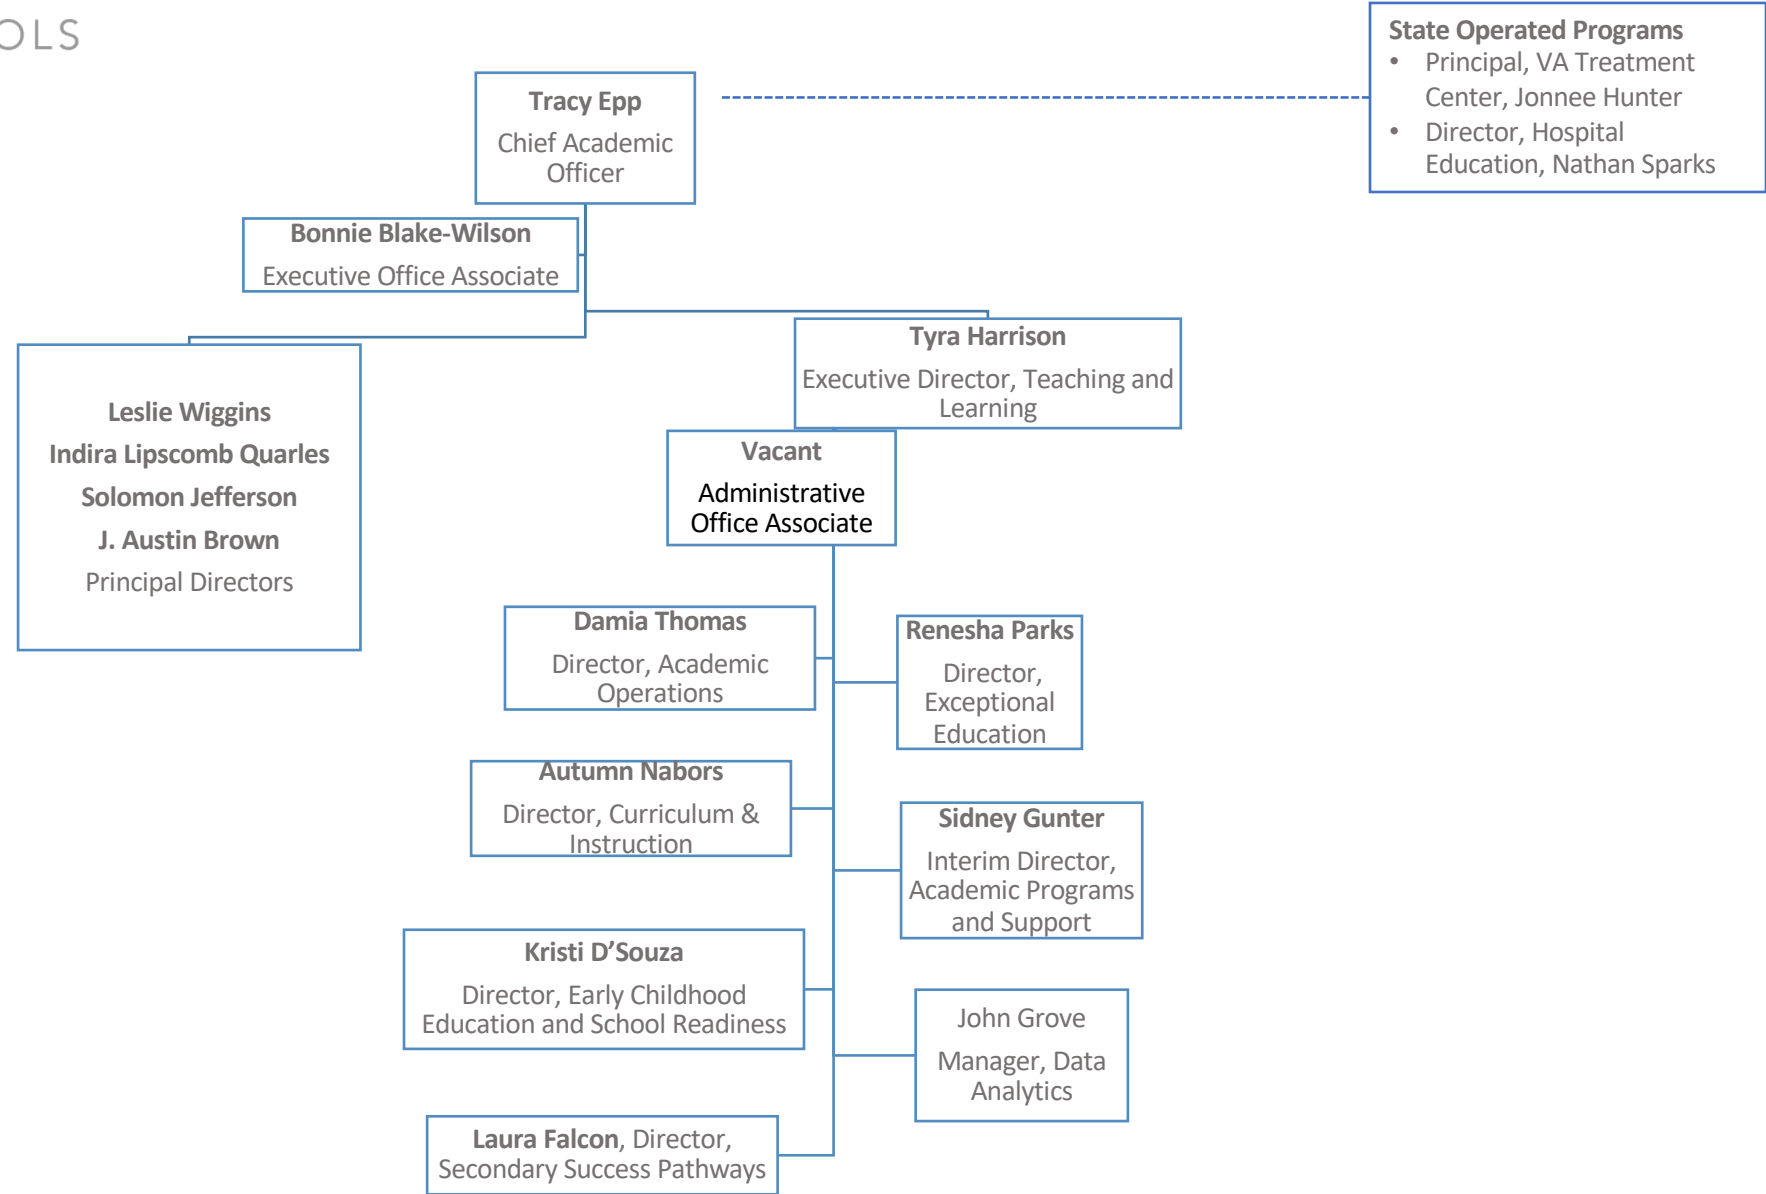 OLS
State Operated Programs
• Principal, VA Treatment
Center, Jonnee Hunter
• Director, Hospital
Education, Nathan Sparks
Tracy Epp
Chief Academic
Officer
Bonnie Blake-Wilson
Executive Office Associate
Tyra Harrison
Executive Director, Teaching and
Learning
Leslie Wiggins
Indira Lipscomb Quarles
Solomon Jefferson
J. Austin Brown
Principal Directors
Vacant
Administrative
Office Associate
Damia Thomas
Director, Academic
Operations
Renesha Parks
Director,
Exceptional
Education
Autumn Nabors
Director, Curriculum &
Instruction
Sidney Gunter
Interim Director,
Academic Programs
and Support
Kristi D’Souza
Director, Early Childhood
Education and School Readiness
John Grove
Manager, Data
Analytics
Laura Falcon, Director,
Secondary Success Pathways